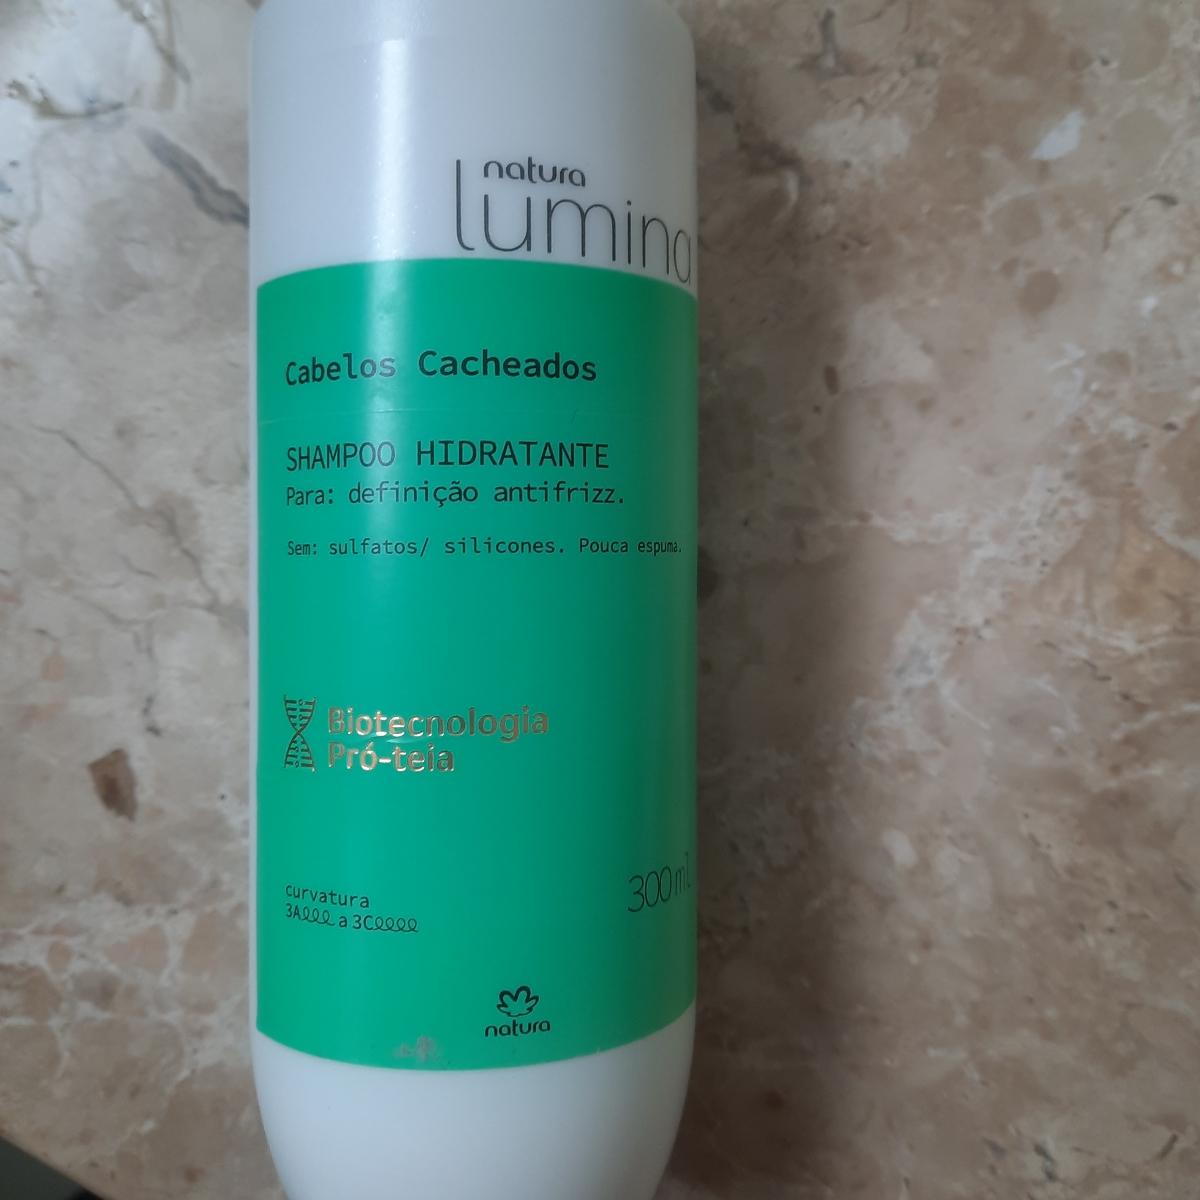 natura
lumina
Cabelos Cacheados
SHAMPOO HIDRATANTE
Para: definição antifrizz.
Sem: sulfatos/ silicones. Pouca espuma.
Biotecnologia
Pró-teia
curvatura
3A a 3C
300ml
natura